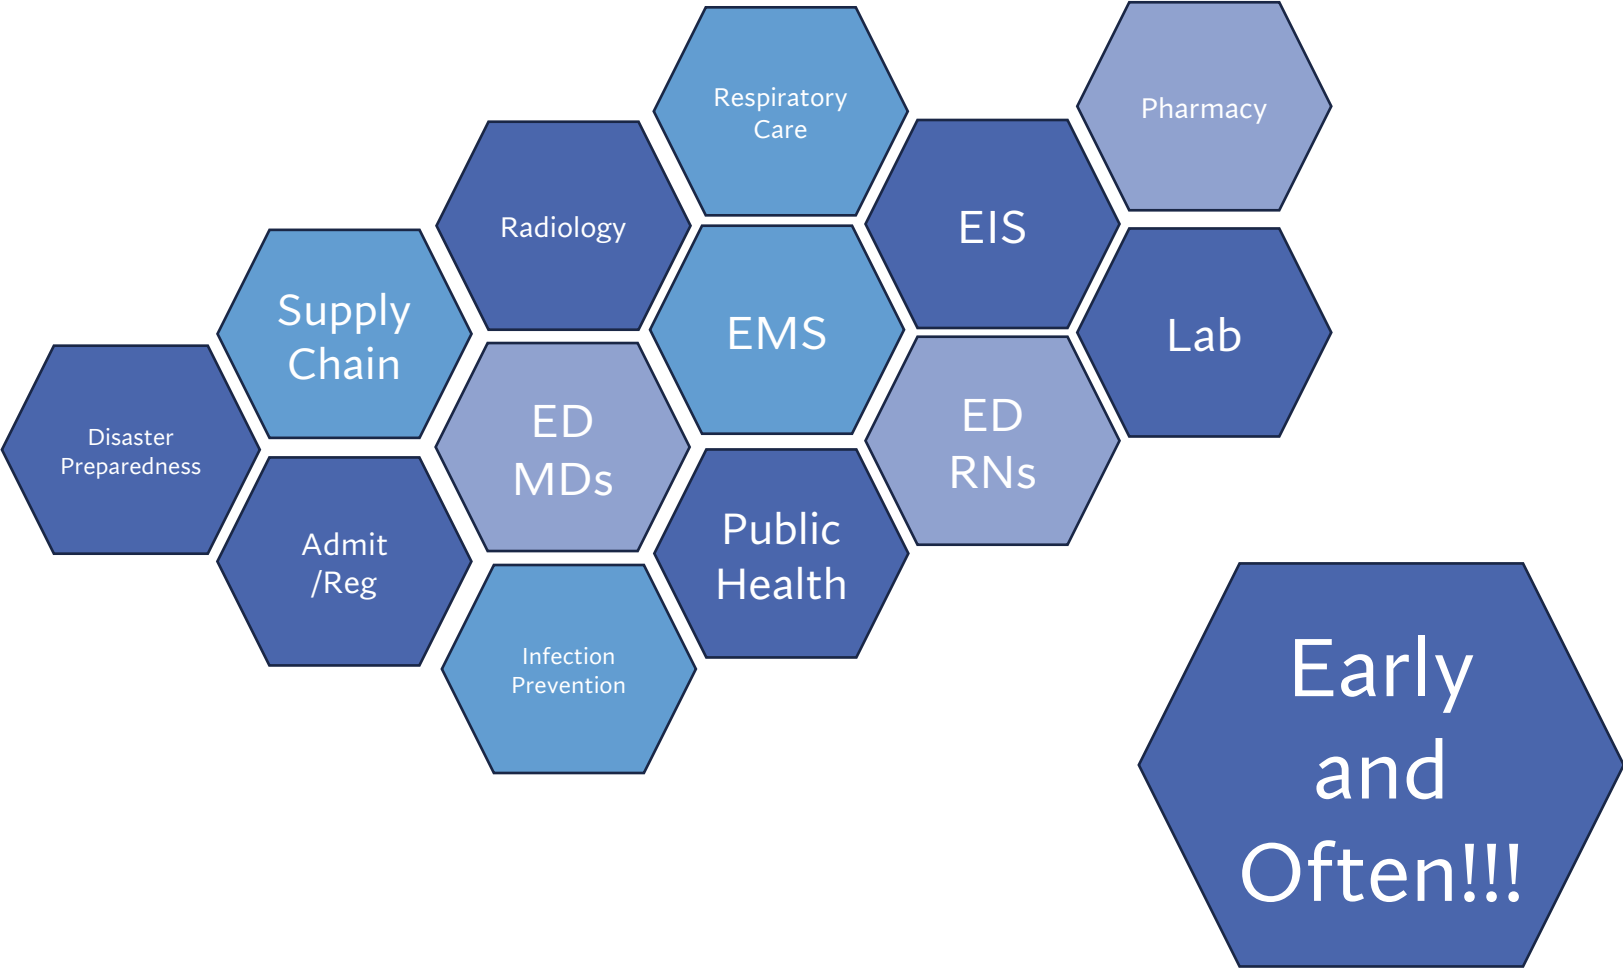 Respiratory
Care
Pharmacy
Radiology
EIS
Supply
Chain
EMS
Lab
Disaster
Preparedness
ED
MDs
ED
RNs
Admit
/Reg
Public
Health
Infection
Prevention
Early
and
Often!!!